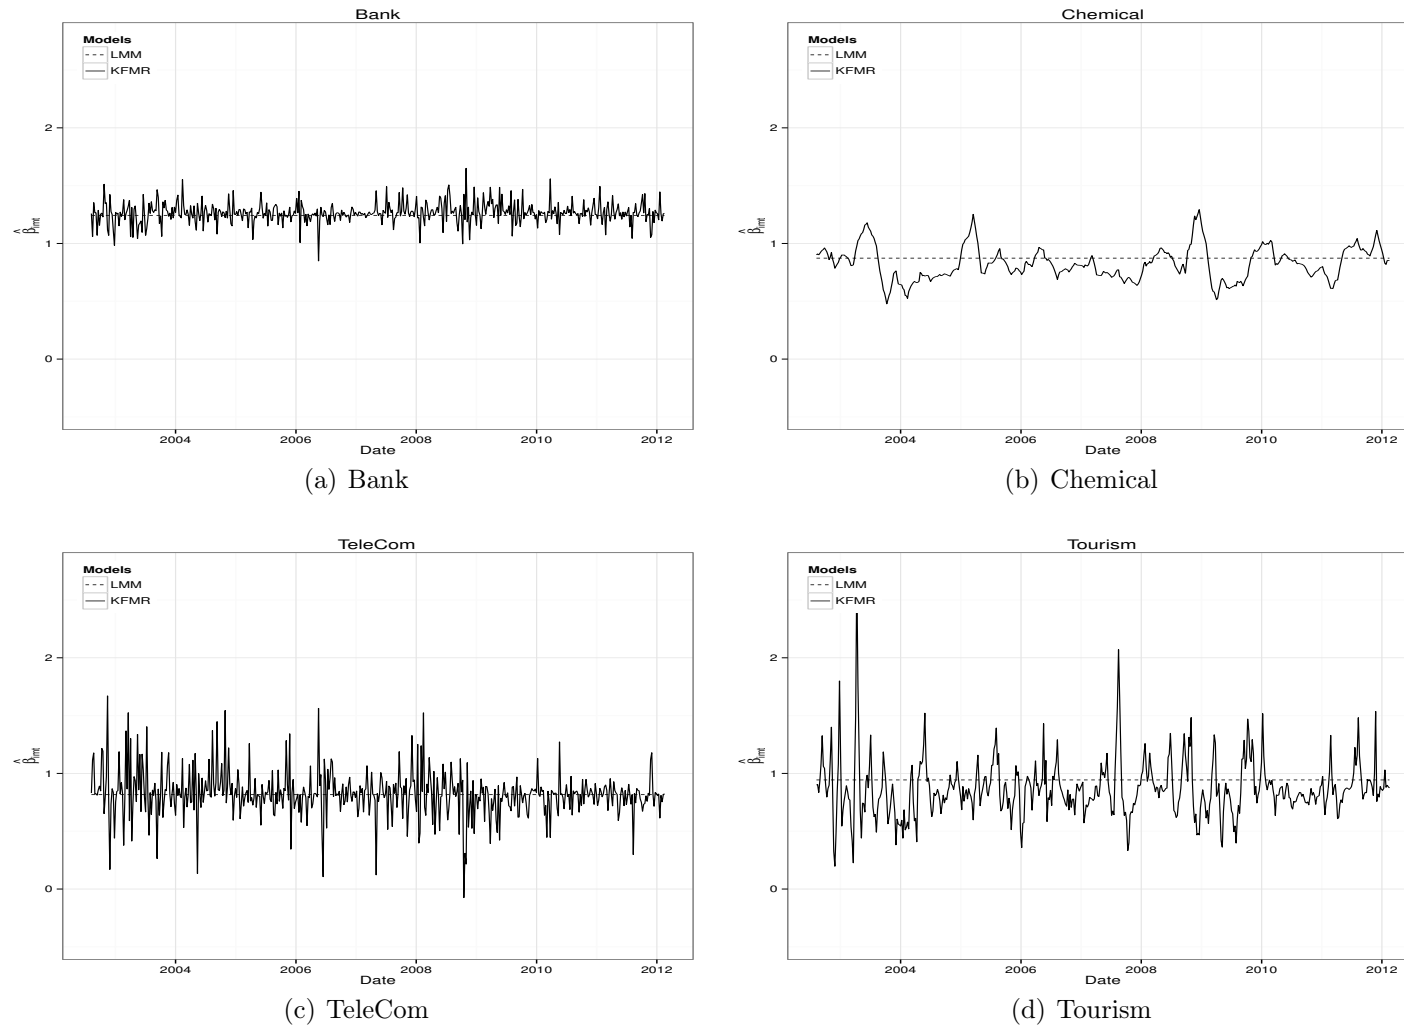 Bank
Models
LMM
KFMR
2
1
0
β̂imt
2004
2006
2008
2010
2012
Date
(a) Bank
Chemical
Models
LMM
KFMR
2
1
0
β̂imt
2004
2006
2008
2010
2012
Date
(b) Chemical
TeleCom
Models
LMM
KFMR
2
1
0
β̂imt
2004
2006
2008
2010
2012
Date
(c) TeleCom
Tourism
Models
LMM
KFMR
2
1
0
β̂imt
2004
2006
2008
2010
2012
Date
(d) Tourism